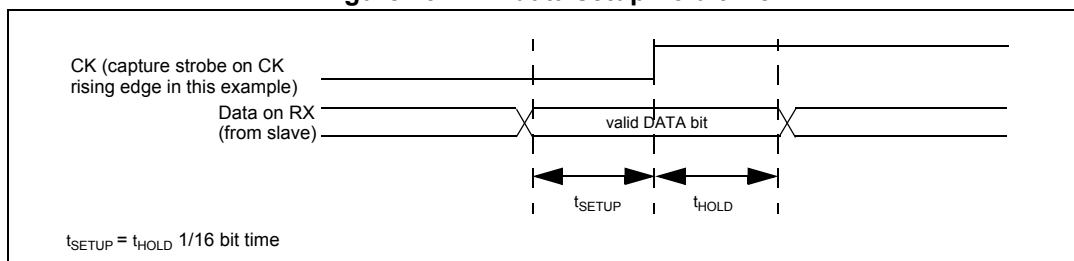 CK (capture strobe on CK
rising edge in this example)
Data on RX
(from slave)
valid DATA bit
tSETUP
tHOLD
tSETUP = tHOLD 1/16 bit time